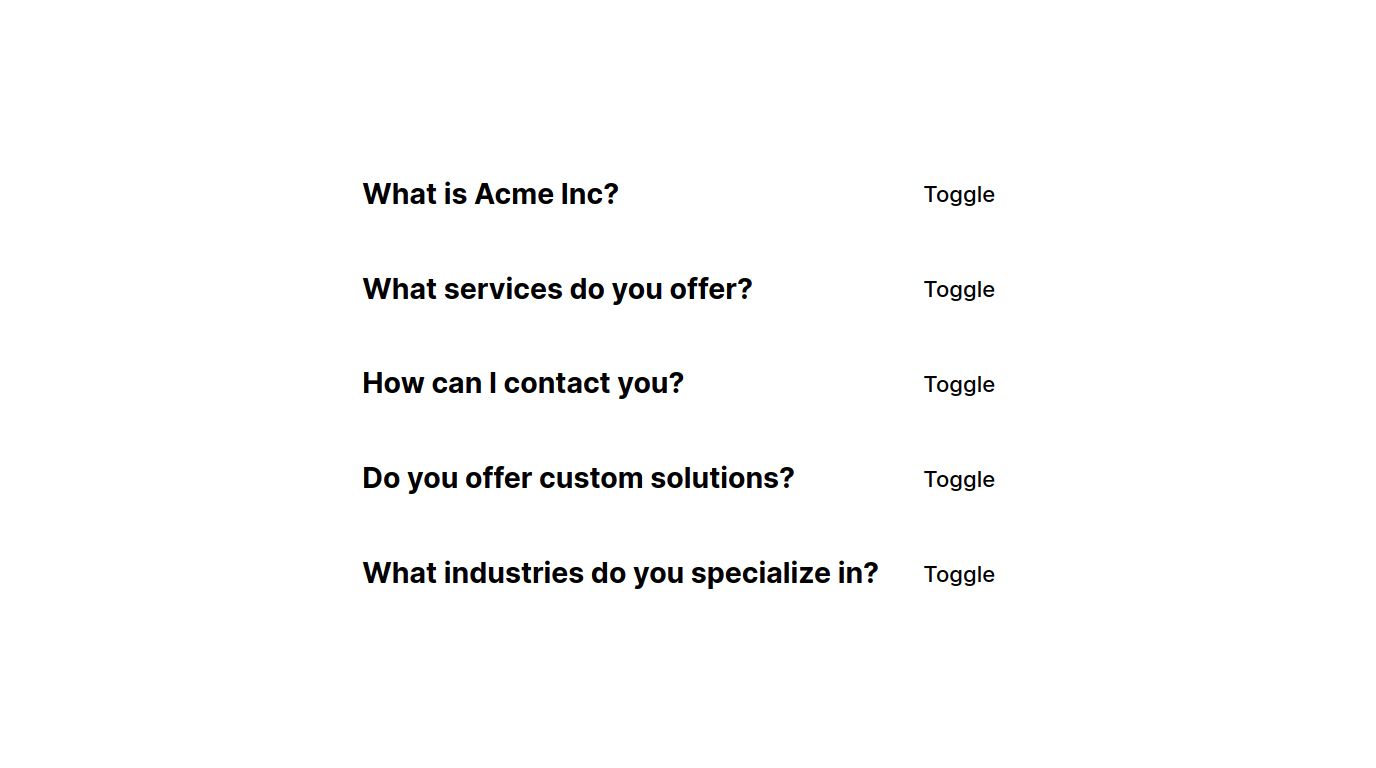 What is Acme Inc? Toggle
What services do you offer? Toggle
How can I contact you? Toggle
Do you offer custom solutions? Toggle
What industries do you specialize in? Toggle